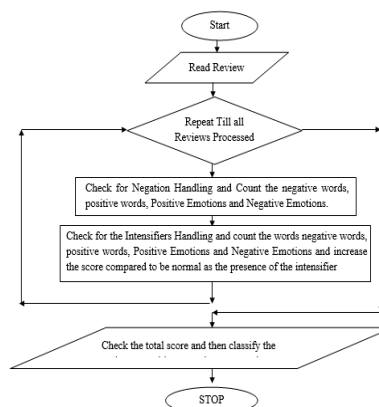 Start
Read Review
Repeat Till all
Reviews Processed
Check for Negation Handling and Count the negative words,
positive words, Positive Emotions and Negative Emotions.
Check for the Intensifiers Handling and count the words negative words,
positive words, Positive Emotions and Negative Emotions and increase
the score compared to be normal as the presence of the intensifier
Check the total score and then classify the
STOP